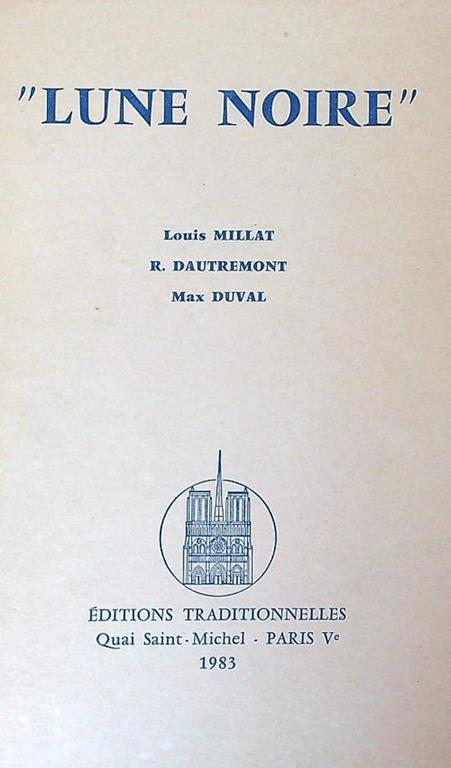 "LUNE NOIRE"
Louis MILLAT
R. DAUTREMONT
Max DUVAL
ÉDITIONS TRADITIONNELLES
Quai Saint-Michel - PARIS Vᵉ
1983